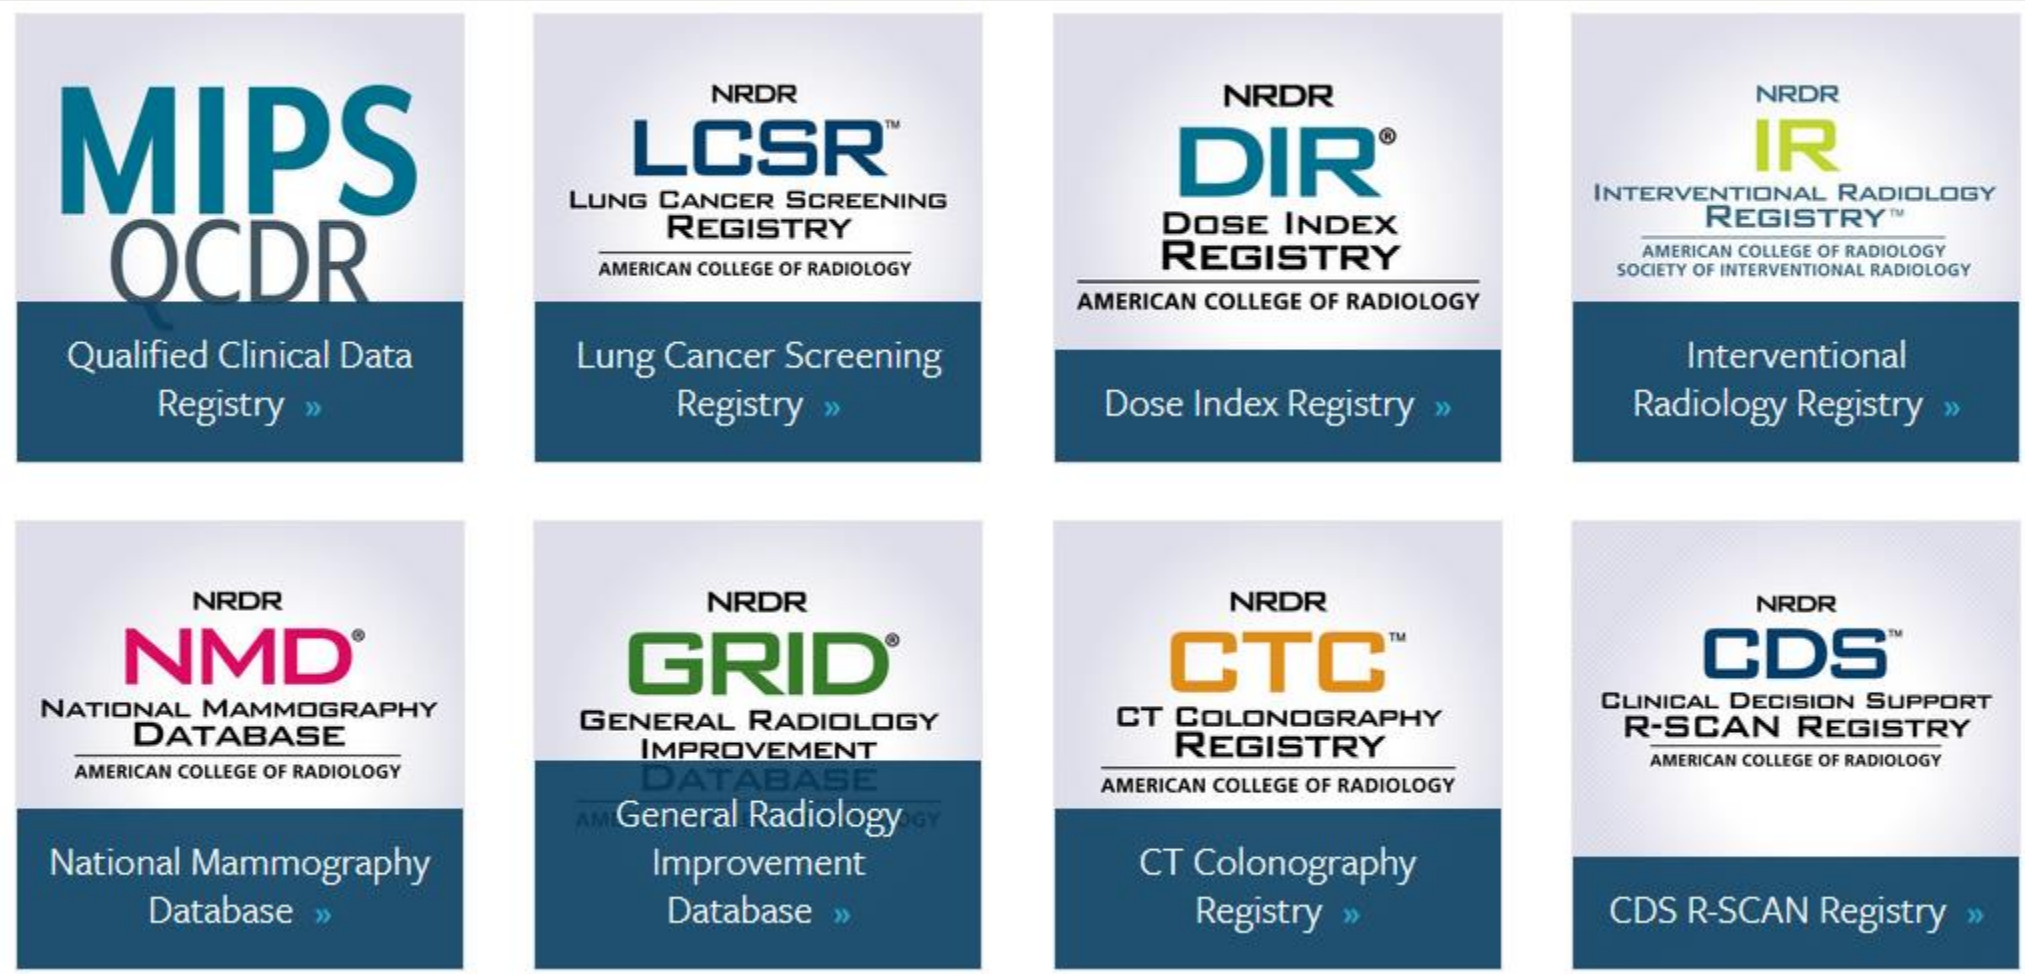 MIPS
QCDR
Qualified Clinical Data
Registry »
NRDR
LCSR™
LUNG CANCER SCREENING
REGISTRY
AMERICAN COLLEGE OF RADIOLOGY
Lung Cancer Screening
Registry »
NRDR
DIR®
DOSE INDEX
REGISTRY
AMERICAN COLLEGE OF RADIOLOGY
Dose Index Registry »
NRDR
IR
INTERVENTIONAL RADIOLOGY
REGISTRY™
AMERICAN COLLEGE OF RADIOLOGY
SOCIETY OF INTERVENTIONAL RADIOLOGY
Interventional
Radiology Registry »
NRDR
NMD®
NATIONAL MAMMOGRAPHY
DATABASE
AMERICAN COLLEGE OF RADIOLOGY
National Mammography
Database »
NRDR
GRID®
GENERAL RADIOLOGY
IMPROVEMENT
DATABASE
General Radiology
Improvement
Database »
NRDR
CTC™
CT COLONOGRAPHY
REGISTRY
AMERICAN COLLEGE OF RADIOLOGY
CT Colonography
Registry »
NRDR
CDS™
CLINICAL DECISION SUPPORT
R-SCAN REGISTRY
AMERICAN COLLEGE OF RADIOLOGY
CDS R-SCAN Registry »